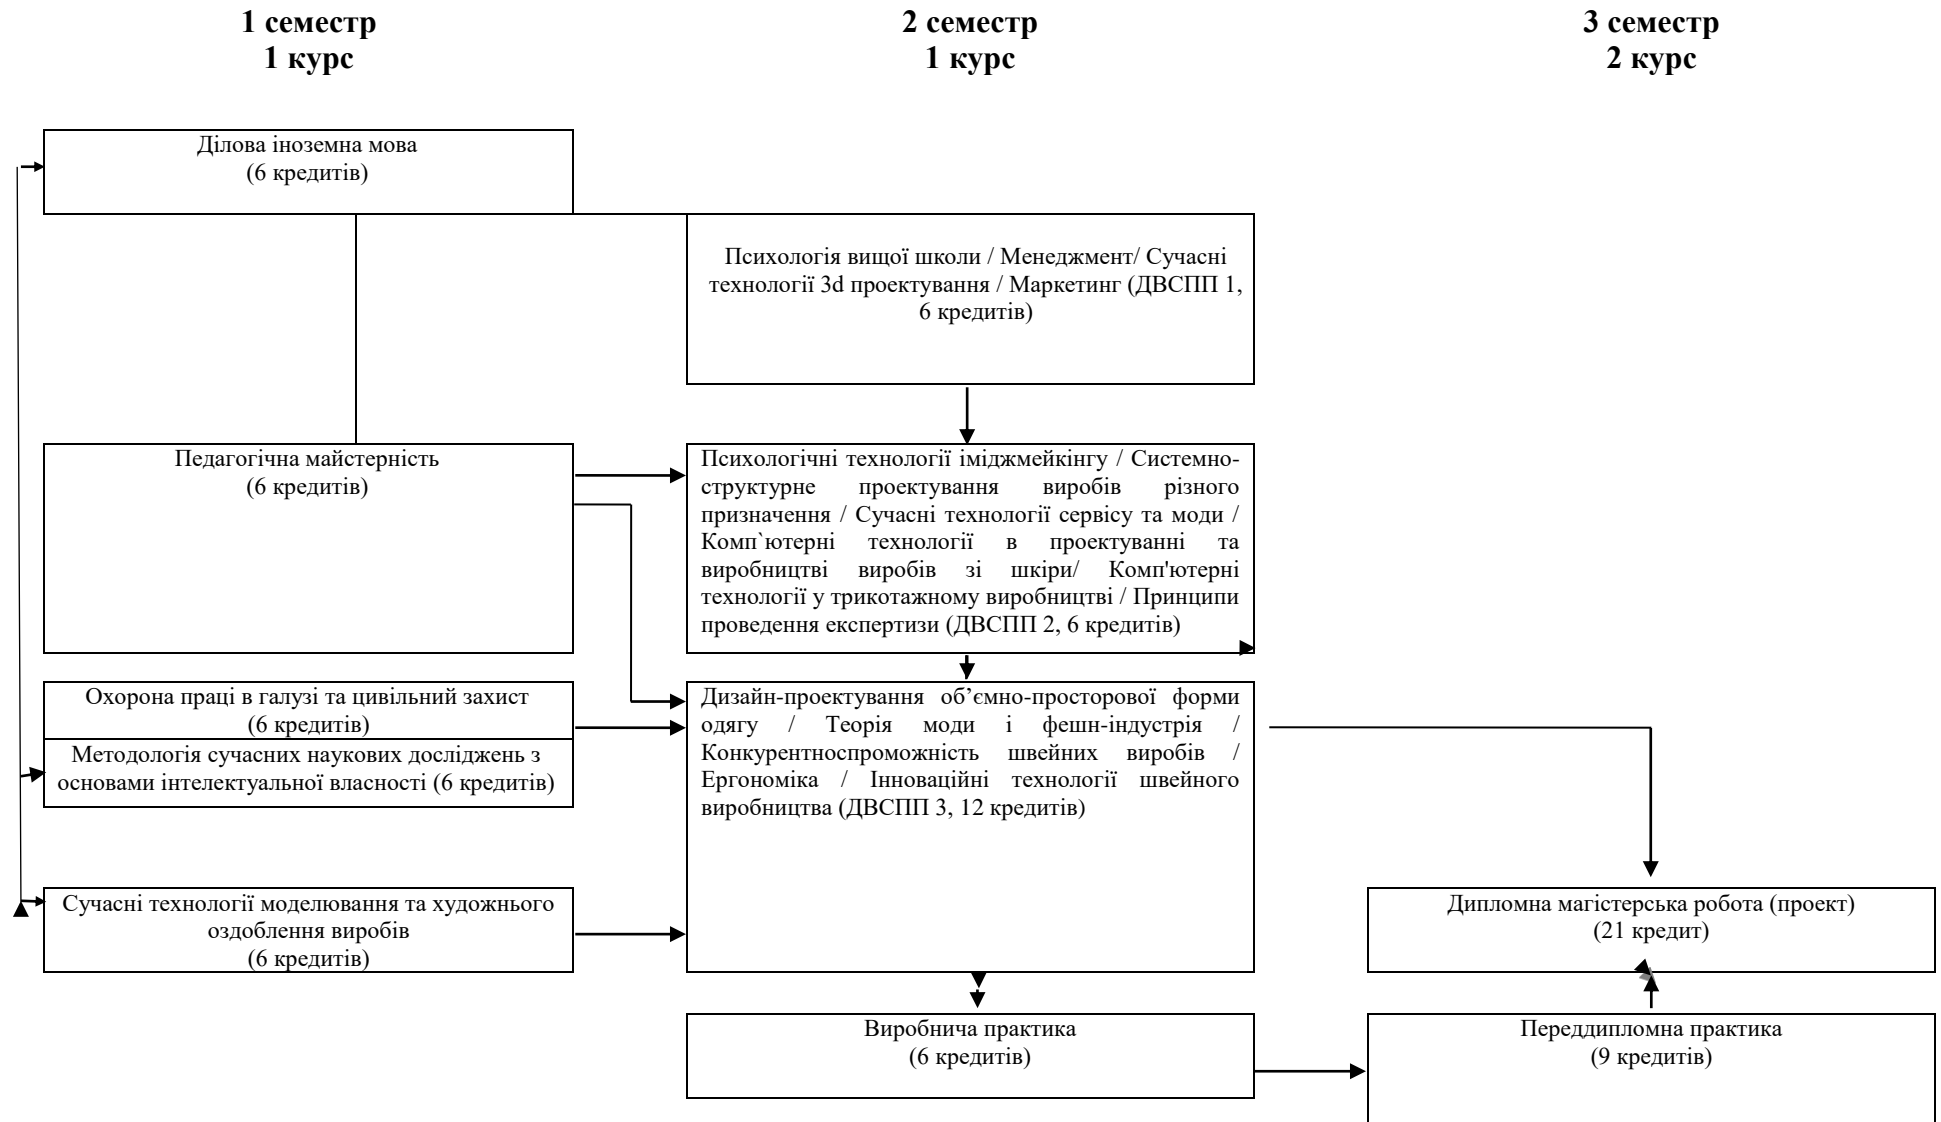 1 семестр
1 курс
2 семестр
1 курс
3 семестр
2 курс
Ділова іноземна мова
(6 кредитів)
Психологія вищої школи / Менеджмент/ Сучасні
технології 3d проектування / Маркетинг (ДВСПП 1,
6 кредитів)
Педагогічна майстерність
(6 кредитів)
Психологічні технології іміджмейкінгу / Системно-
структурне проектування виробів різного
призначення / Сучасні технології сервісу та моди /
Комп`ютерні технології в проектуванні та
виробництві виробів зі шкіри/ Комп'ютерні
технології у трикотажному виробництві / Принципи
проведення експертизи (ДВСПП 2, 6 кредитів)
Охорона праці в галузі та цивільний захист
(6 кредитів)
Методологія сучасних наукових досліджень з
основами інтелектуальної власності (6 кредитів)
Дизайн-проектування об’ємно-просторової форми
одягу / Теорія моди і фешн-індустрія /
Конкурентноспроможність швейних виробів /
Ергономіка / Інноваційні технології швейного
виробництва (ДВСПП 3, 12 кредитів)
Сучасні технології моделювання та художнього
оздоблення виробів
(6 кредитів)
Дипломна магістерська робота (проект)
(21 кредит)
Виробнича практика
(6 кредитів)
Переддипломна практика
(9 кредитів)